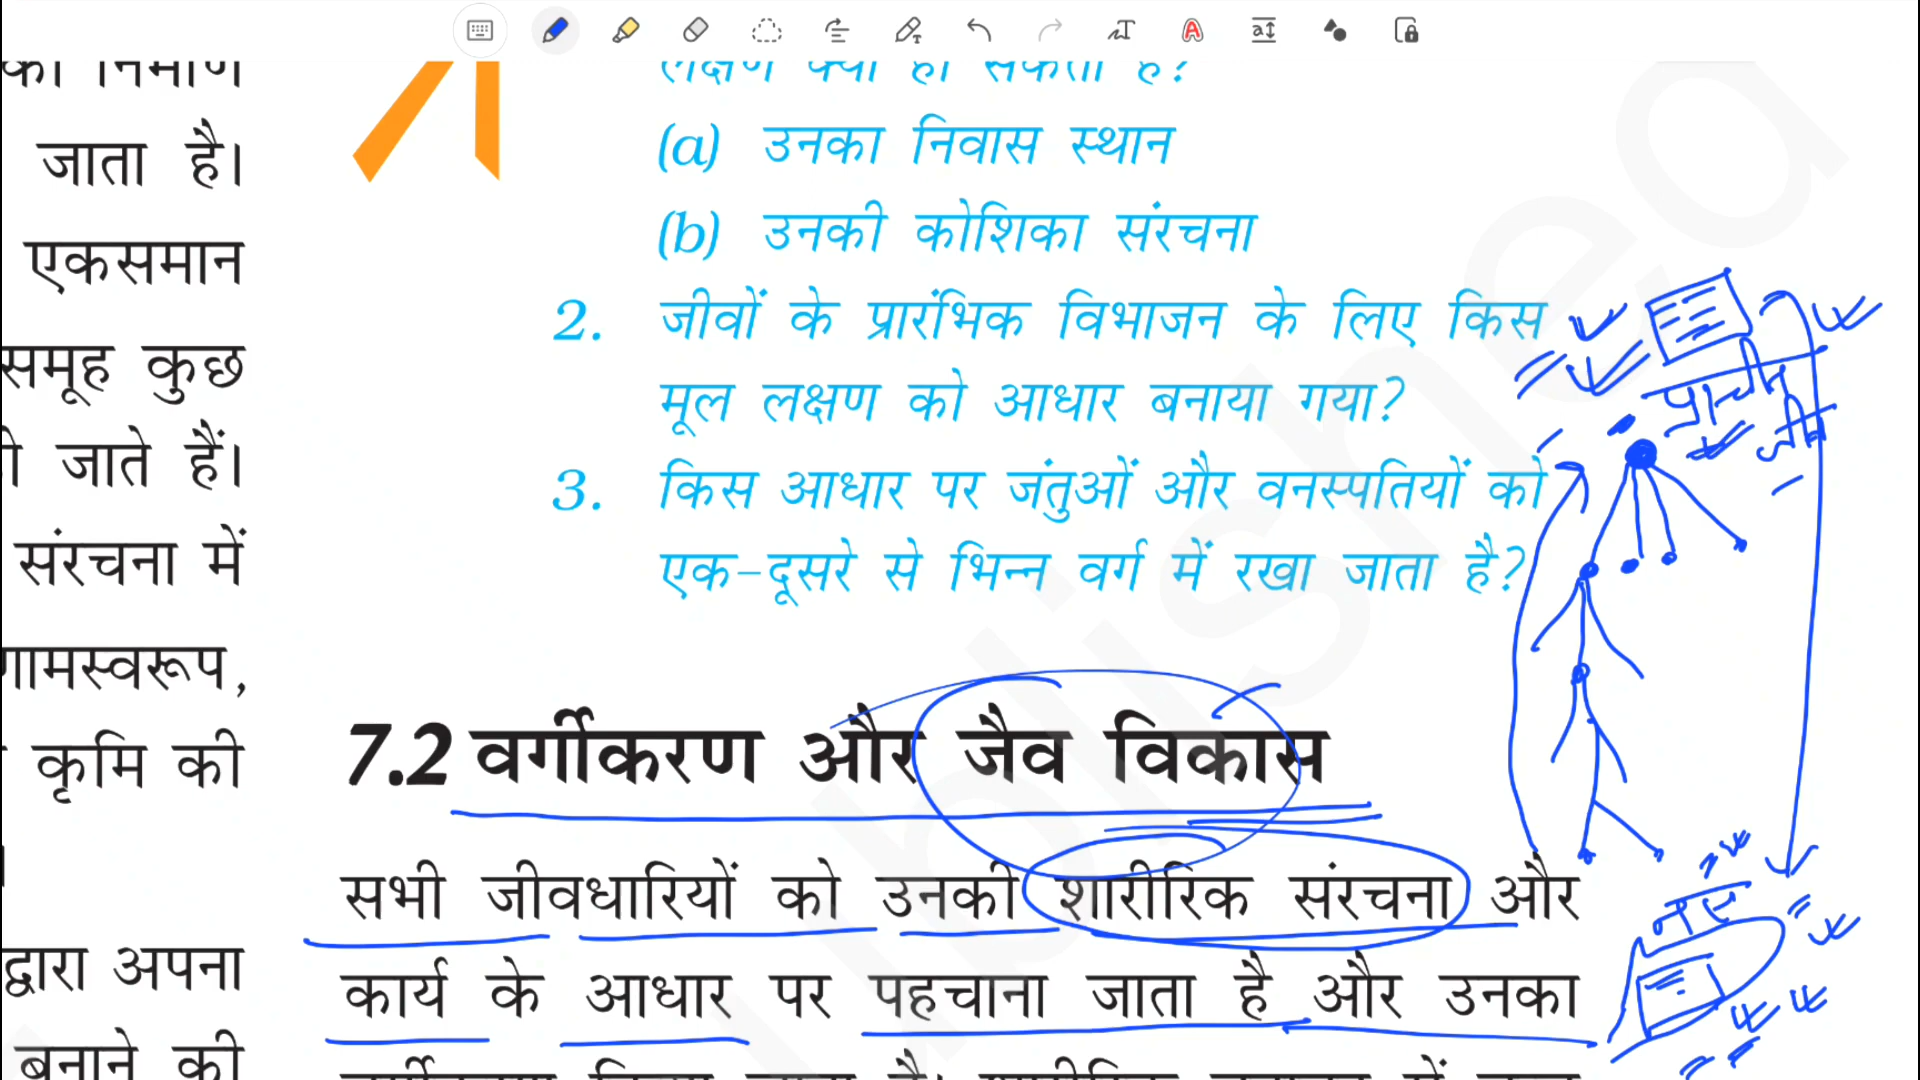 जाता है।
एकसमान
समूह कुछ
जाते हैं।
संरचना में
कृमि की
द्वारा अपना
बनाने की
(a) उनका निवास स्थान
(b) उनकी कोशिका संरचना
2. जीवों के प्रारंभिक विभाजन के लिए किस
मूल लक्षण को आधार बनाया गया?
3. किस आधार पर जंतुओं और वनस्पतियों को
एक-दूसरे से भिन्न वर्ग में रखा जाता है?
7.2 वर्गीकरण और जैव विकास
सभी जीवधारियों को उनकी शारीरिक संरचना और
कार्य के आधार पर पहचाना जाता है और उनका
प्राचीन
जीव
नए